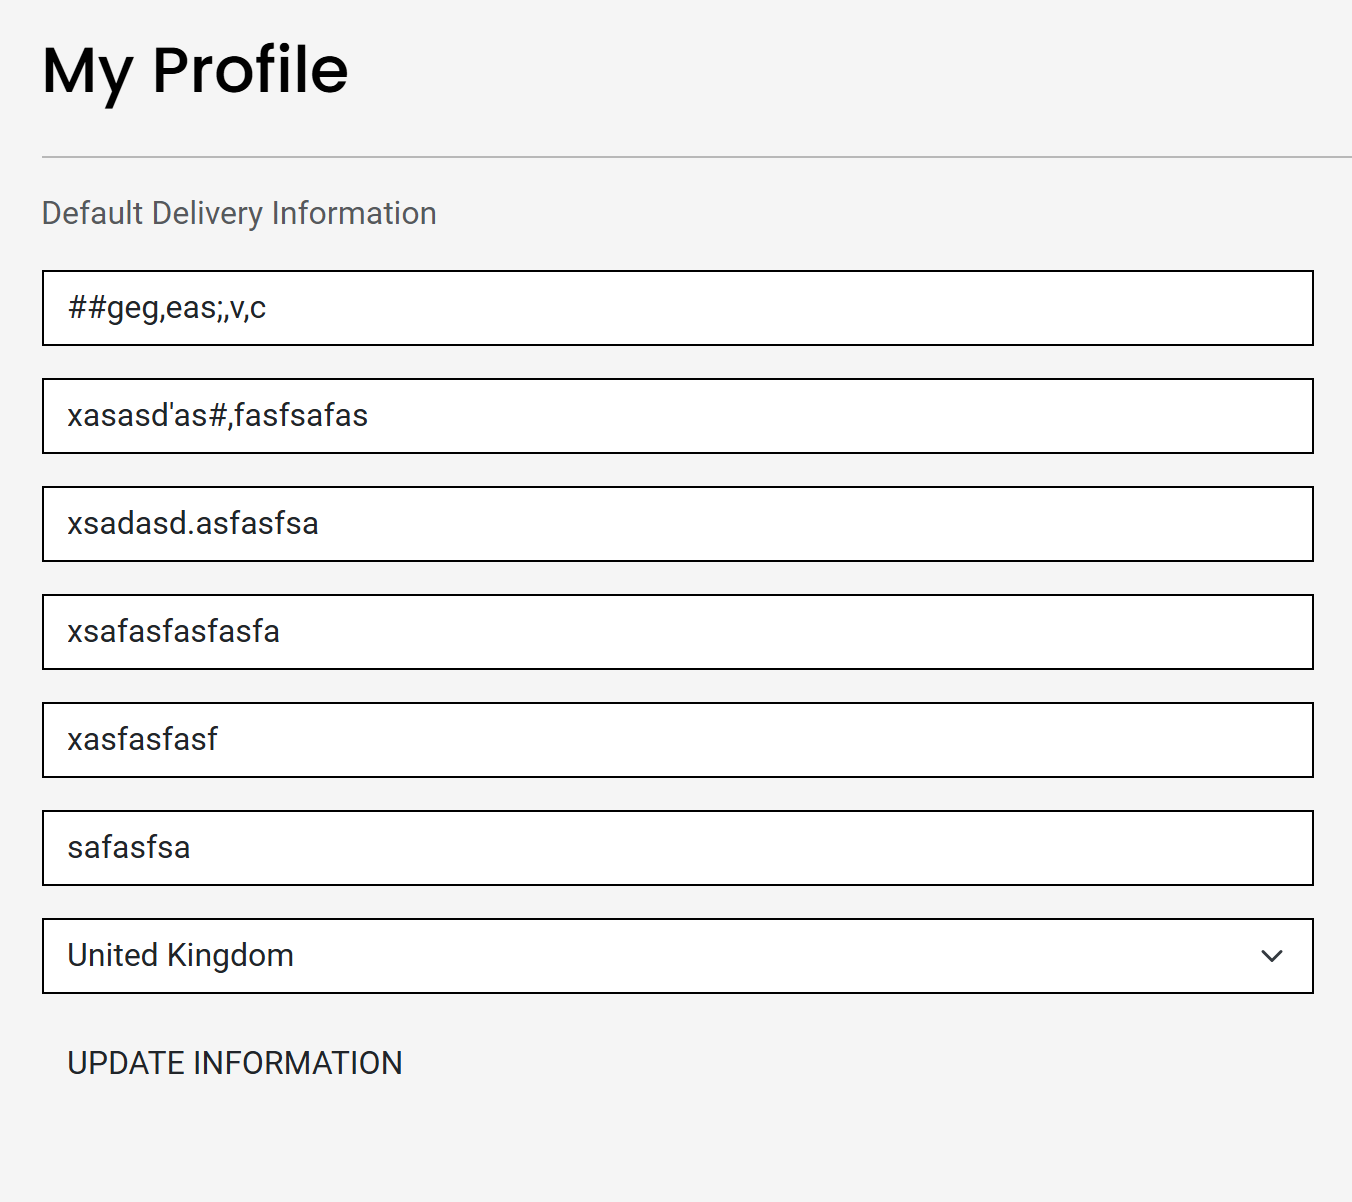 My Profile
Default Delivery Information
##geg,eas;,v,c
xasasd'as#,fasfsafas
xsadasd.asfasfsa
xsafasfasfasfa
xasfasfasf
safasfsa
United Kingdom
UPDATE INFORMATION